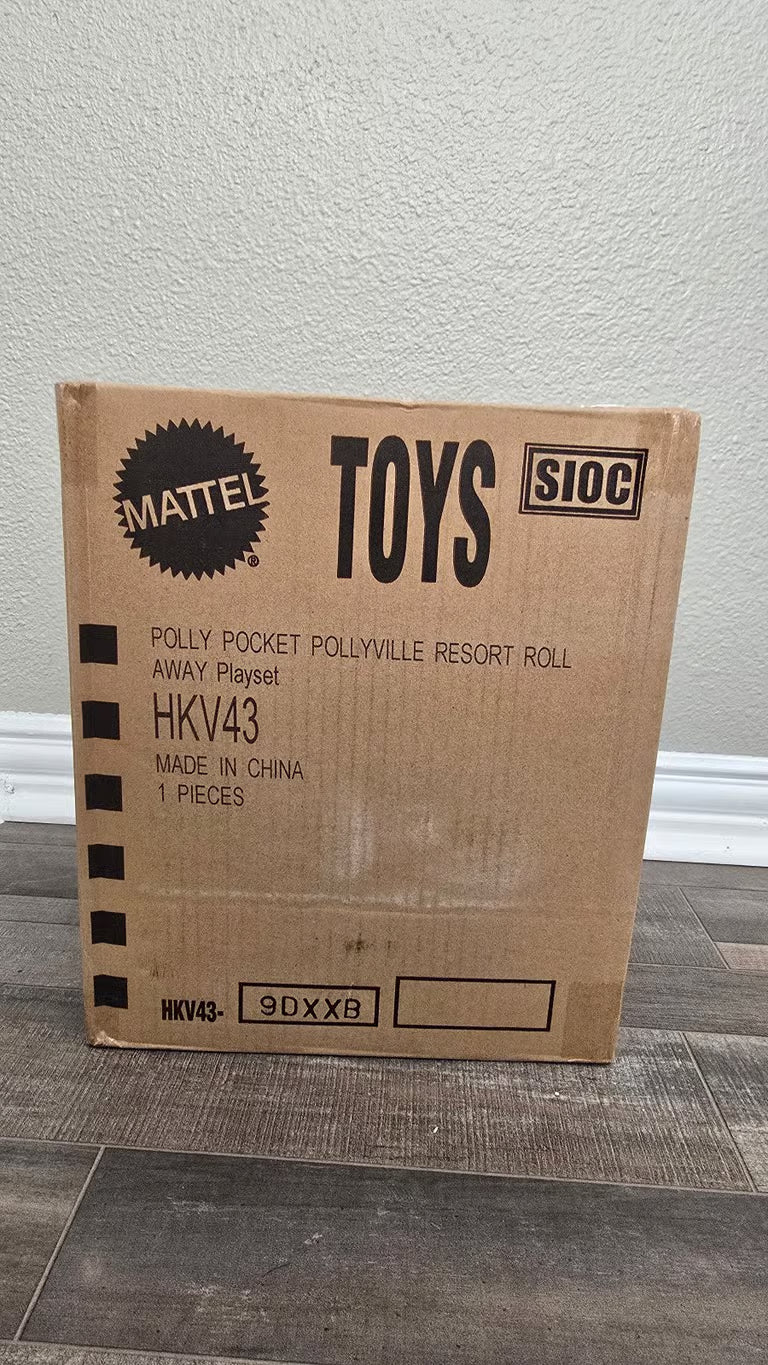 MATTEL
®
TOYS
SIOC
POLLY POCKET POLLYVILLE RESORT ROLL
AWAY Playset
HKV43
MADE IN CHINA
1 PIECES
HKV43- 9DXXB